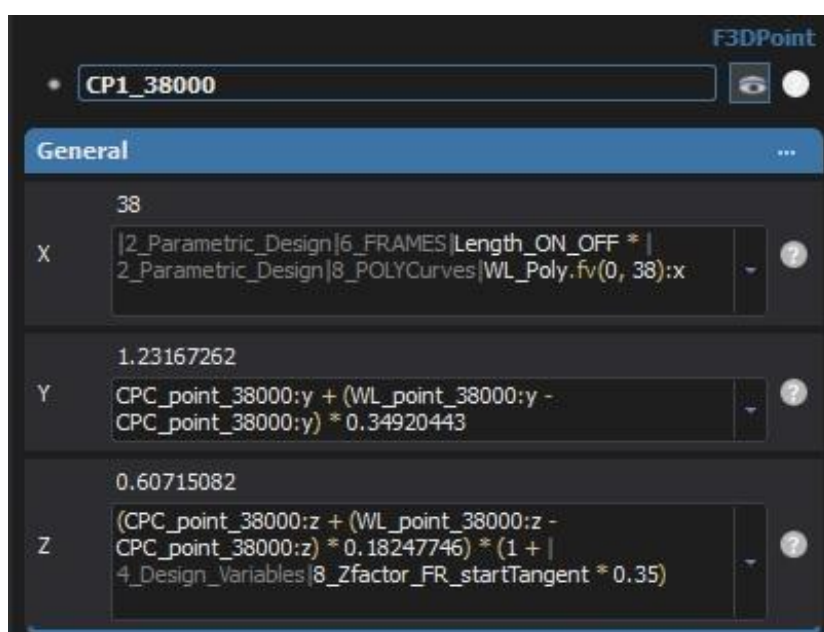 F3DPoint
CP1_38000
General
...
38
X
|2_Parametric_Design|6_FRAMES|Length_ON_OFF * |
2_Parametric_Design|8_POLYCurves|WL_Poly.fv(0, 38):x
?
1.23167262
Y
CPC_point_38000:y + (WL_point_38000:y -
CPC_point_38000:y) * 0.34920443
?
0.60715082
Z
(CPC_point_38000:z + (WL_point_38000:z -
CPC_point_38000:z) * 0.18247746) * (1 + |
4_Design_Variables|8_Zfactor_FR_startTangent * 0.35)
?